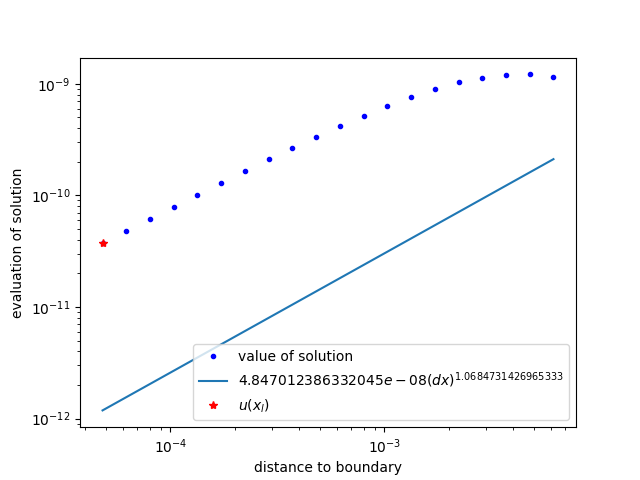 10⁻⁹
10⁻¹⁰
10⁻¹¹
10⁻¹²
evaluation of solution
value of solution
4.847012386332045e − 08(dx)^1.0684731426965333
u(x_l)
10⁻⁴
10⁻³
distance to boundary